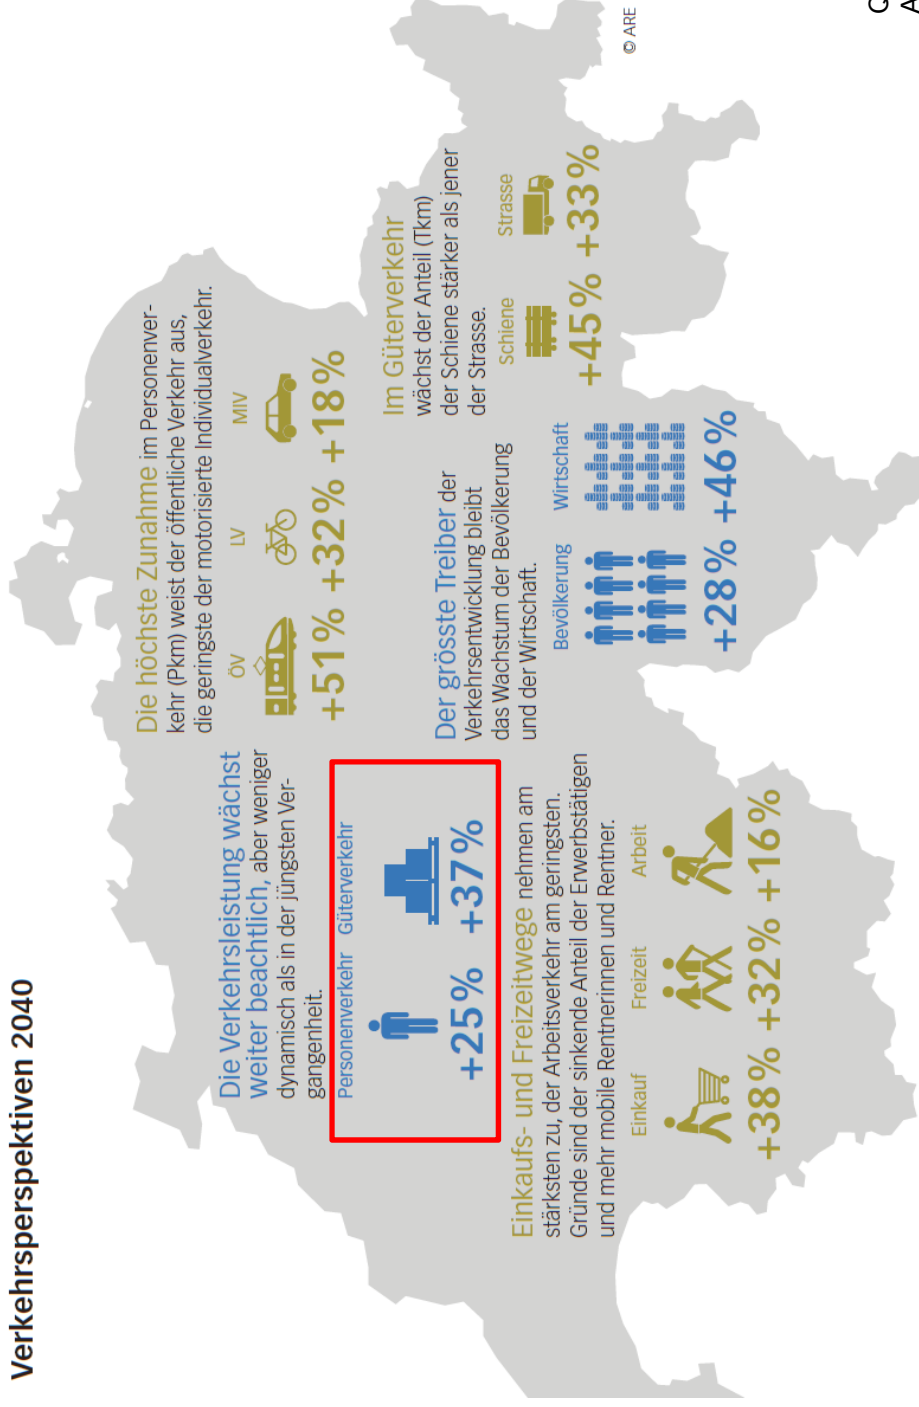 Verkehrsperspektiven 2040
Die Verkehrsleistung wächst
weiter beachtlich, aber weniger
dynamisch als in der jüngsten Ver-
gangenheit.
Personenverkehr Güterverkehr
+25% +37%
Die höchste Zunahme im Personenver-
kehr (Pkm) weist der öffentliche Verkehr aus,
die geringste der motorisierte Individualverkehr.
ÖV LV MIV
+51% +32% +18%
Einkaufs- und Freizeitwege nehmen am
stärksten zu, der Arbeitsverkehr am geringsten.
Gründe sind der sinkende Anteil der Erwerbstätigen
und mehr mobile Rentnerinnen und Rentner.
Einkauf Freizeit Arbeit
+38% +32% +16%
Der grösste Treiber der
Verkehrsentwicklung bleibt
das Wachstum der Bevölkerung
und der Wirtschaft.
Bevölkerung Wirtschaft
+28% +46%
Im Güterverkehr
wächst der Anteil (Tkm)
der Schiene stärker als jener
der Strasse.
Schiene Strasse
+45% +33%
© ARE